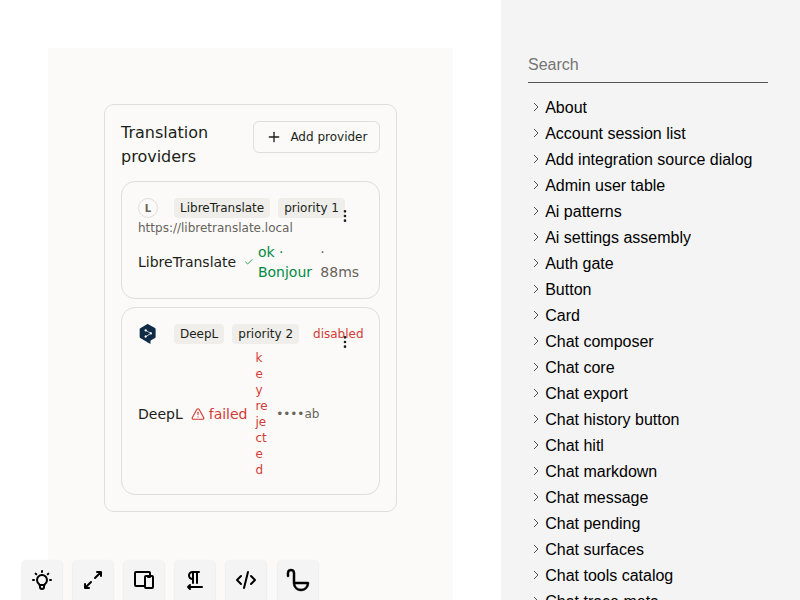 Translation
providers
Add provider
L
LibreTranslate
priority 1
https://libretranslate.local
LibreTranslate
ok ·
Bonjour
·
88ms
DeepL
priority 2
disabled
DeepL
failed
k
e
y
re
je
ct
e
d
••••ab
Search
About
Account session list
Add integration source dialog
Admin user table
Ai patterns
Ai settings assembly
Auth gate
Button
Card
Chat composer
Chat core
Chat export
Chat history button
Chat hitl
Chat markdown
Chat message
Chat pending
Chat surfaces
Chat tools catalog
Chat trace meta